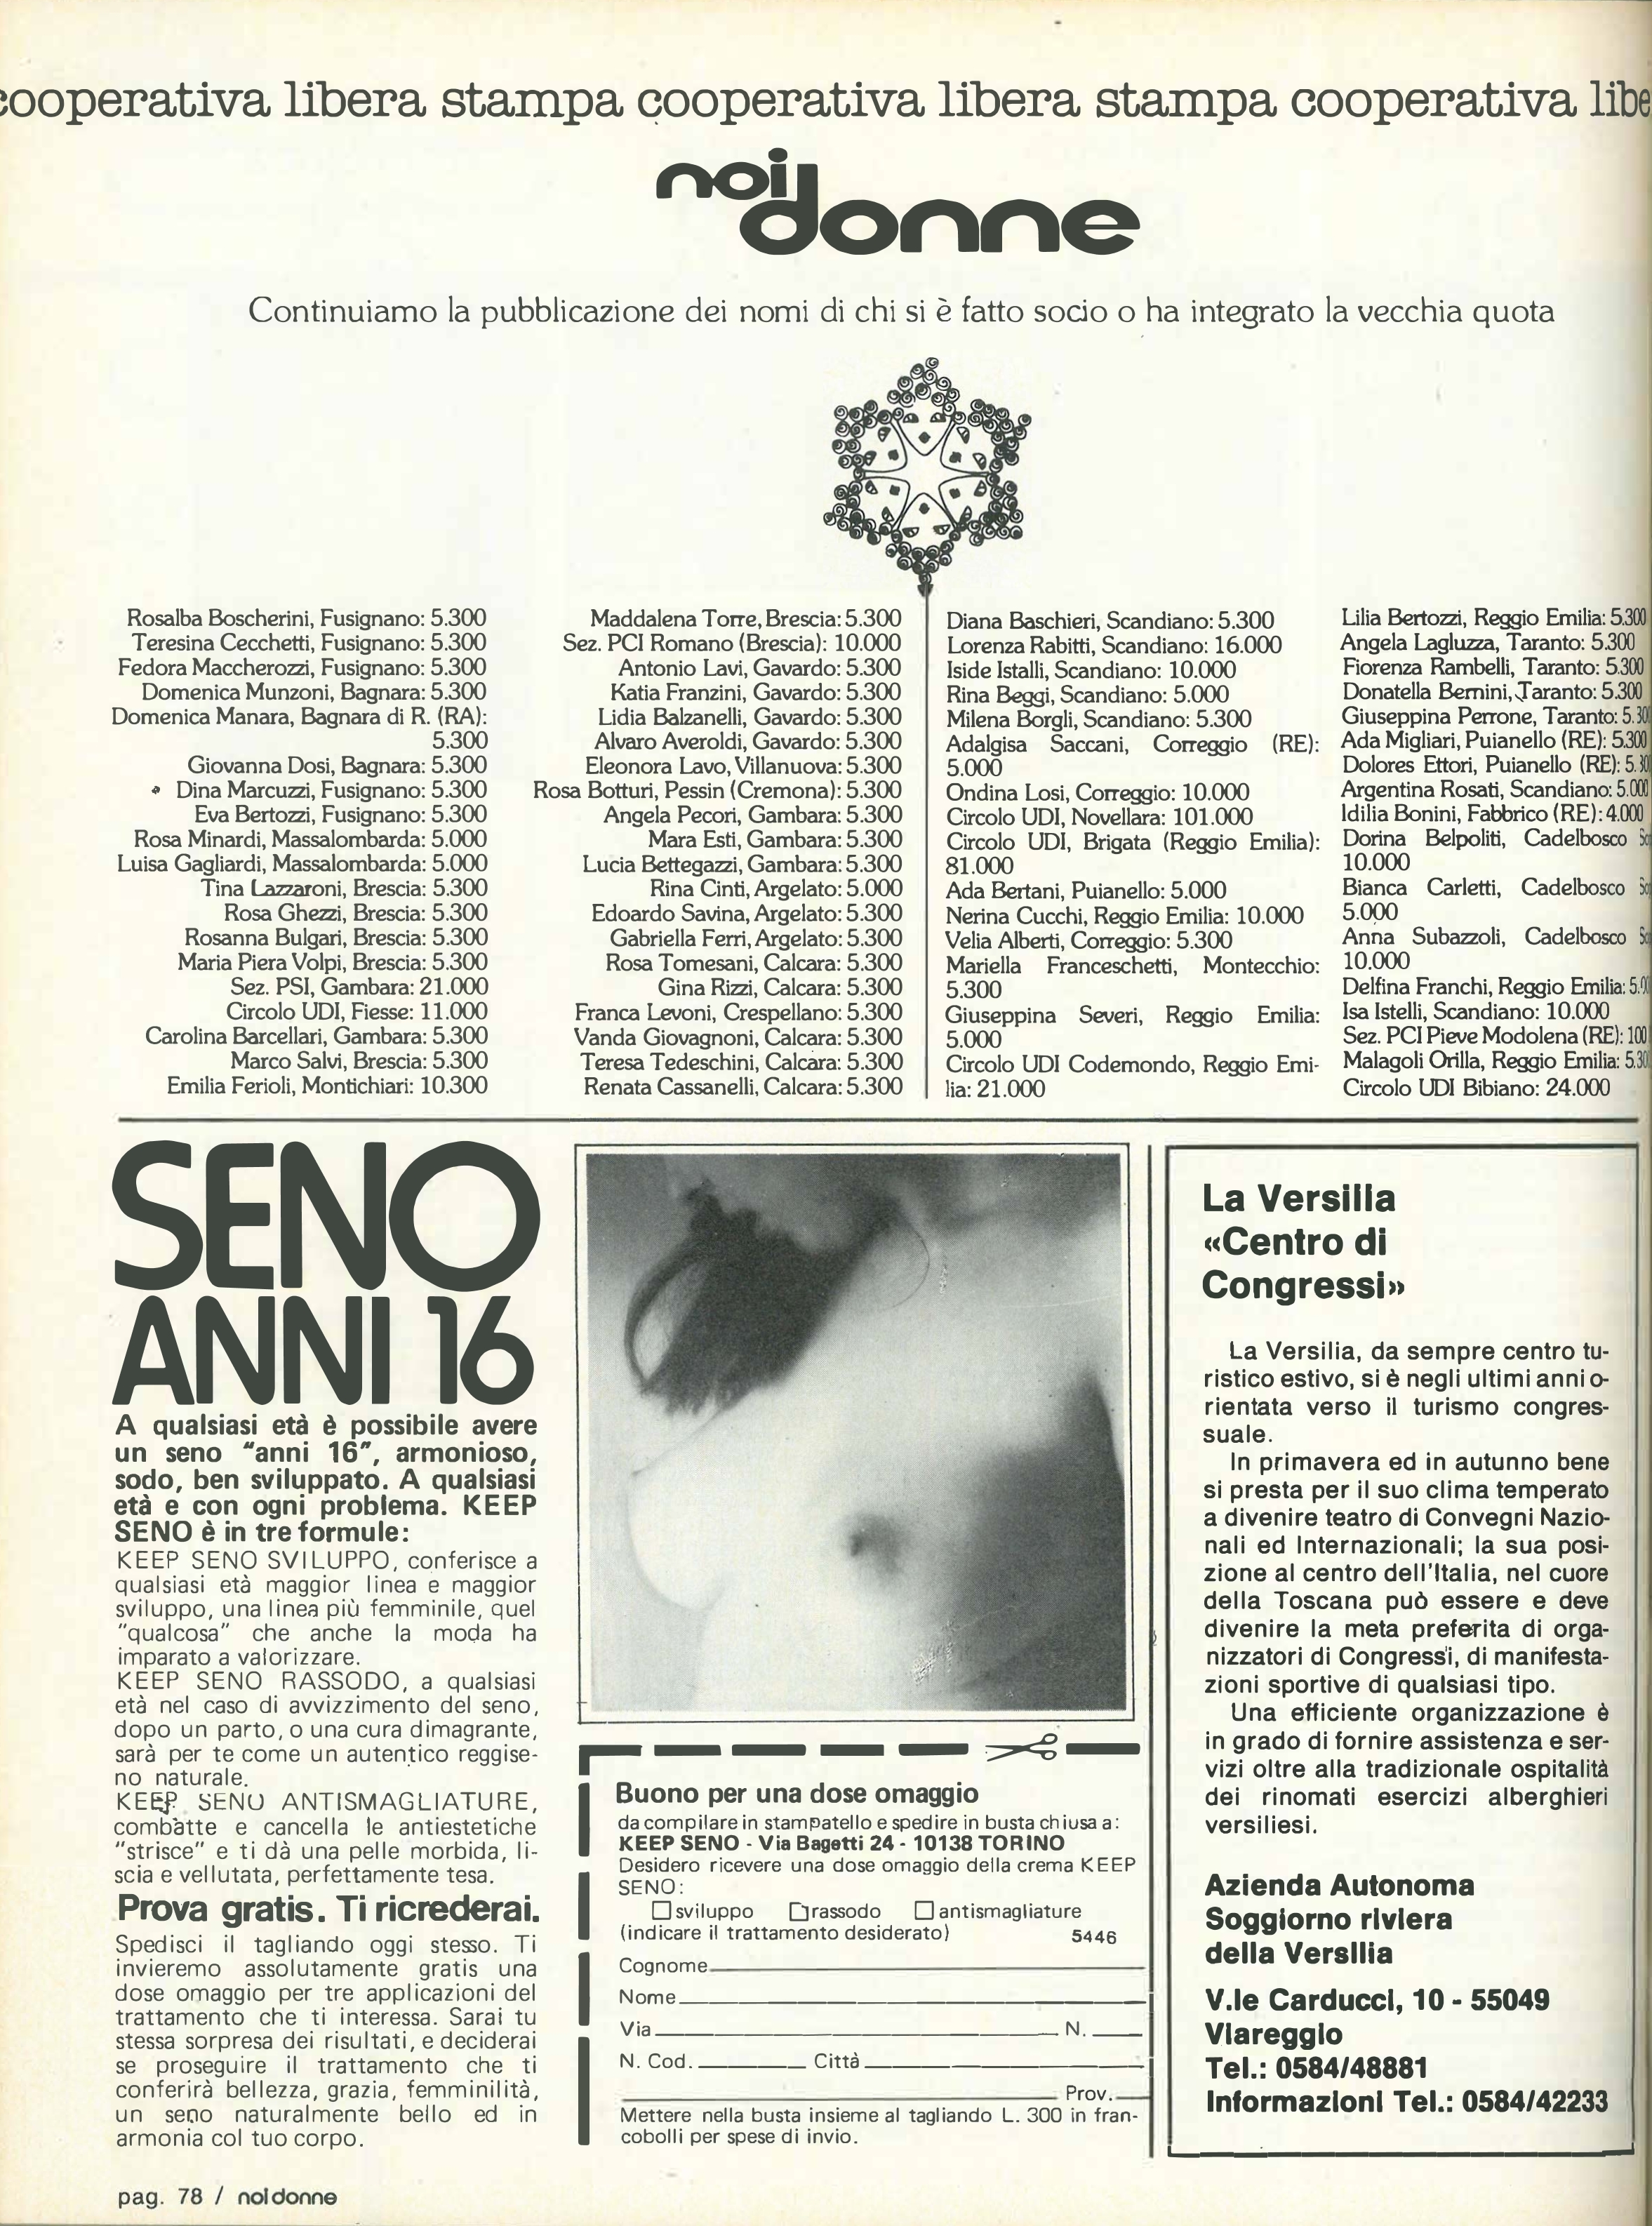 cooperativa libera stampa cooperativa libera stampa cooperativa libe
noi
donne
Continuiamo la pubblicazione dei nomi di chi si è fatto socio o ha integrato la vecchia quota
Rosalba Boscherini, Fusignano: 5.300
Teresina Cecchetti, Fusignano: 5.300
Fedora Maccherozzi, Fusignano: 5.300
Domenica Munzoni, Bagnara: 5.300
Domenica Manara, Bagnara di R. (RA):
5.300
Giovanna Dosi, Bagnara: 5.300
Dina Marcuzzi, Fusignano: 5.300
Eva Bertozzi, Fusignano: 5.300
Rosa Minardi, Massalombarda: 5.000
Luisa Gagliardi, Massalombarda: 5.000
Tina Lazzaroni, Brescia: 5.300
Rosa Ghezzi, Brescia: 5.300
Rosanna Bulgari, Brescia: 5.300
Maria Piera Volpi, Brescia: 5.300
Sez. PSI, Gambara: 21.000
Circolo UDI, Fiesse: 11.000
Carolina Barcellari, Gambara: 5.300
Marco Salvi, Brescia: 5.300
Emilia Ferioli, Montichiari: 10.300
Maddalena Torre, Brescia: 5.300
Sez. PCI Romano (Brescia): 10.000
Antonio Lavi, Gavardo: 5.300
Katia Franzini, Gavardo: 5.300
Lidia Balzanelli, Gavardo: 5.300
Alvaro Averoldi, Gavardo: 5.300
Eleonora Lavo, Villanuova: 5.300
Rosa Botturi, Pessin (Cremona): 5.300
Angela Pecori, Gambara: 5.300
Mara Esti, Gambara: 5.300
Lucia Bettegazzi, Gambara: 5.300
Rina Cinti, Argelato: 5.000
Edoardo Savina, Argelato: 5.300
Gabriella Ferri, Argelato: 5.300
Rosa Tomesani, Calcara: 5.300
Gina Rizzi, Calcara: 5.300
Franca Levoni, Crespellano: 5.300
Vanda Giovagnoni, Calcara: 5.300
Teresa Tedeschini, Calcara: 5.300
Renata Cassanelli, Calcara: 5.300
Diana Baschieri, Scandiano: 5.300
Lorenza Rabitti, Scandiano: 16.000
Iside Istalli, Scandiano: 10.000
Rina Beggi, Scandiano: 5.000
Milena Borgli, Scandiano: 5.300
Adalgisa Saccani, Correggio (RE):
5.000
Ondina Losi, Correggio: 10.000
Circolo UDI, Novellara: 101.000
Circolo UDI, Brigata (Reggio Emilia):
81.000
Ada Bertani, Puianello: 5.000
Nerina Cucchi, Reggio Emilia: 10.000
Velia Alberti, Correggio: 5.300
Mariella Franceschetti, Montecchio:
5.300
Giuseppina Severi, Reggio Emilia:
5.000
Circolo UDI Codemondo, Reggio Emi-
lia: 21.000
Lilia Bertozzi, Reggio Emilia: 5.300
Angela Lagluzza, Taranto: 5.300
Fiorenza Rambelli, Taranto: 5.300
Donatella Bernini, Taranto: 5.300
Giuseppina Perrone, Taranto: 5.30
Ada Migliari, Puianello (RE): 5.300
Dolores Ettori, Puianello (RE): 5.30
Argentina Rosati, Scandiano: 5.000
Idilia Bonini, Fabbrico (RE): 4.000
Dorina Belpoliti, Cadelbosco
10.000
Bianca Carletti, Cadelbosco
5.000
Anna Subazzoli, Cadelbosco
10.000
Delfina Franchi, Reggio Emilia:
Isa Istelli, Scandiano: 10.000
Sez. PCI Pieve Modolena (RE): 100
Malagoli Orilla, Reggio Emilia: 5.30
Circolo UDI Bibiano: 24.000
SENO
ANNI 16
A qualsiasi età è possibile avere
un seno "anni 16", armonioso,
sodo, ben sviluppato. A qualsiasi
età e con ogni problema. KEEP
SENO è in tre formule:
KEEP SENO SVILUPPO, conferisce a
qualsiasi età maggior linea e maggior
sviluppo, una linea più femminile, quel
"qualcosa" che anche la moda ha
imparato a valorizzare.
KEEP SENO RASSODO, a qualsiasi
età nel caso di avvizzimento del seno,
dopo un parto, o una cura dimagrante,
sarà per te come un autentico reggise-
no naturale.
KEEP SENO ANTISMAGLIATURE,
combatte e cancella le antiestetiche
"strisce" e ti dà una pelle morbida, li-
scia e vellutata, perfettamente tesa.
Prova gratis. Ti ricrederai.
Spedisci il tagliando oggi stesso. Ti
invieremo assolutamente gratis una
dose omaggio per tre applicazioni del
trattamento che ti interessa. Sarai tu
stessa sorpresa dei risultati, e deciderai
se proseguire il trattamento che ti
conferirà bellezza, grazia, femminilità,
un seno naturalmente bello ed in
armonia col tuo corpo.
Buono per una dose omaggio
da compilare in stampatello e spedire in busta chiusa a:
KEEP SENO - Via Bagetti 24 - 10138 TORINO
Desidero ricevere una dose omaggio della crema KEEP
SENO:
sviluppo rassodo antismagliature
(indicare il trattamento desiderato) 5446
Cognome
Nome
Via N.
N. Cod. Città
Prov.
Mettere nella busta insieme al tagliando L. 300 in fran-
cobolli per spese di invio.
La Versilia
«Centro di
Congressi»
La Versilia, da sempre centro tu-
ristico estivo, si è negli ultimi anni o-
rientata verso il turismo congres-
suale.
In primavera ed in autunno bene
si presta per il suo clima temperato
a divenire teatro di Convegni Nazio-
nali ed Internazionali; la sua posi-
zione al centro dell'Italia, nel cuore
della Toscana può essere e deve
divenire la meta preferita di orga-
nizzatori di Congressi, di manifesta-
zioni sportive di qualsiasi tipo.
Una efficiente organizzazione è
in grado di fornire assistenza e ser-
vizi oltre alla tradizionale ospitalità
dei rinomati esercizi alberghieri
versiliesi.
Azienda Autonoma
Soggiorno riviera
della Versilia
V.le Carducci, 10 - 55049
Viareggio
Tel.: 0584/48881
Informazioni Tel.: 0584/42233
pag. 78 / noi donne